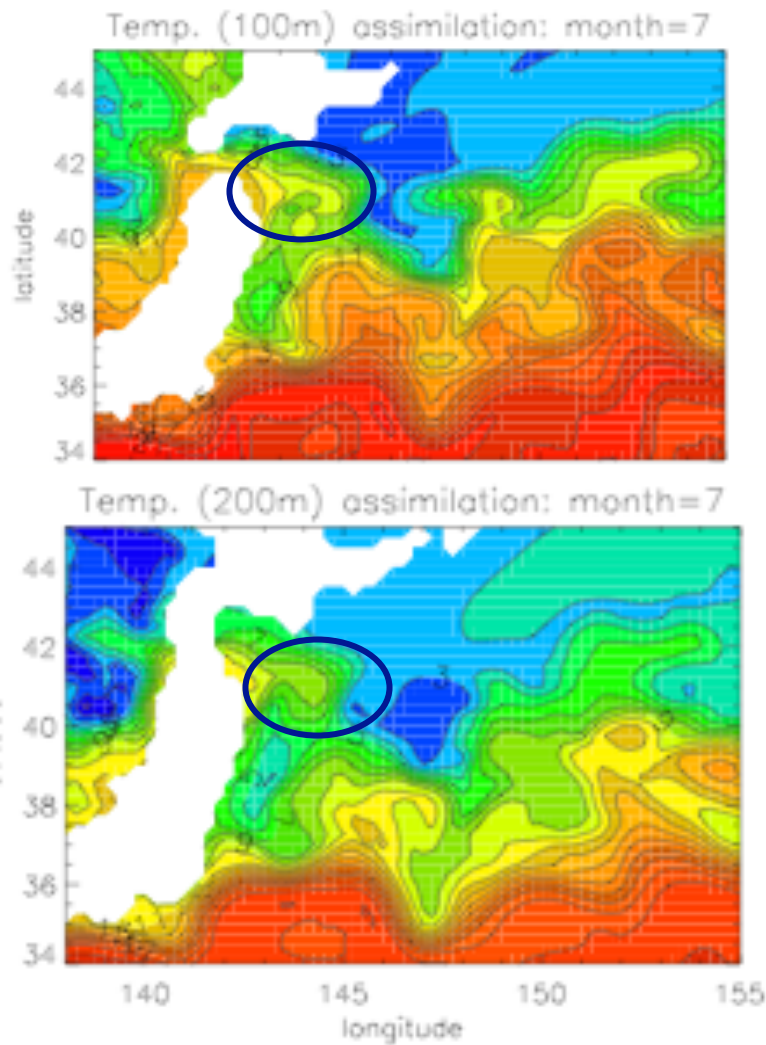 Temp. (100m) assimilation: month=7
44
42
latitude
40
38
36
34
Temp. (200m) assimilation: month=7
44
42
40
38
36
34
140 145 150 155
longitude